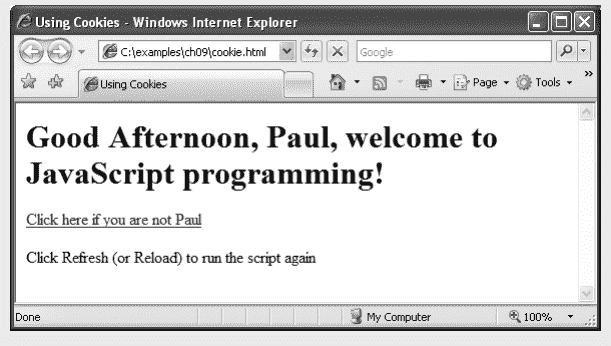 Using Cookies - Windows Internet Explorer
C:\examples\ch09\cookie.html
Google
Using Cookies
Page
Tools
»
Good Afternoon, Paul, welcome to
JavaScript programming!
Click here if you are not Paul
Click Refresh (or Reload) to run the script again
Done
My Computer
100%